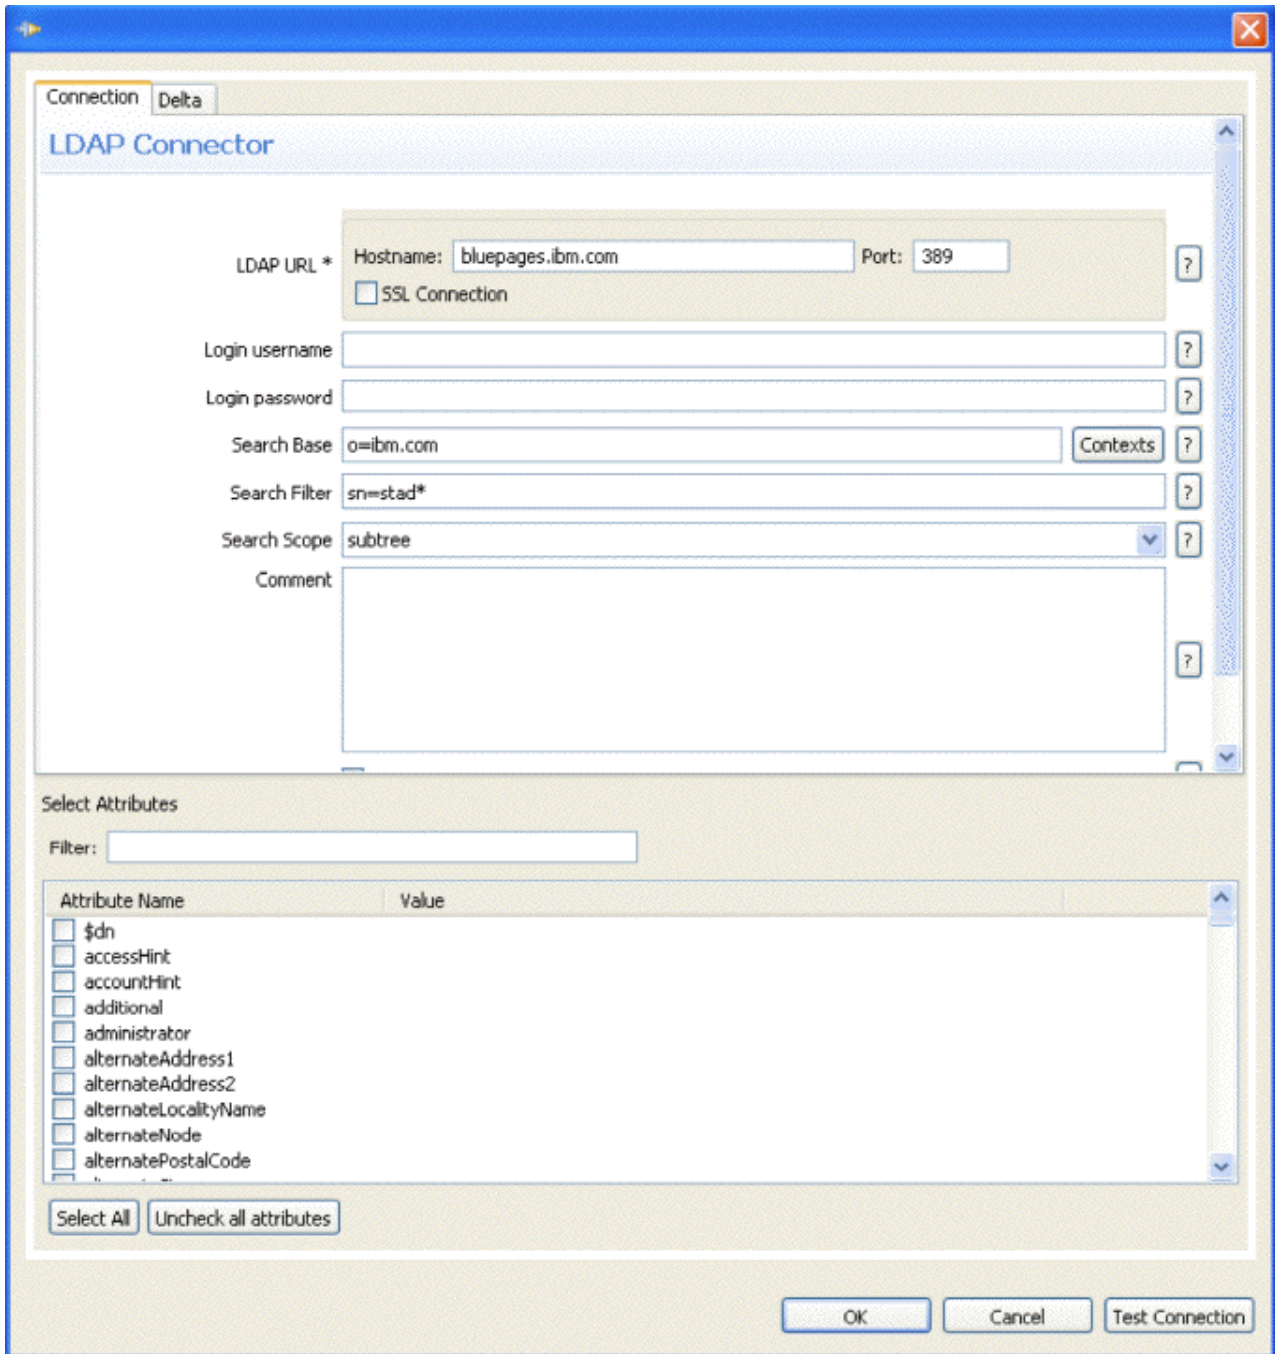 Connection Delta
LDAP Connector
LDAP URL * Hostname: bluepages.ibm.com Port: 389 ?
SSL Connection
Login username ?
Login password ?
Search Base o=ibm.com Contexts ?
Search Filter sn=stad* ?
Search Scope subtree ?
Comment
?
Select Attributes
Filter:
Attribute Name Value
$dn
accessHint
accountHint
additional
administrator
alternateAddress1
alternateAddress2
alternateLocalityName
alternateNode
alternatePostalCode
Select All Uncheck all attributes
OK Cancel Test Connection